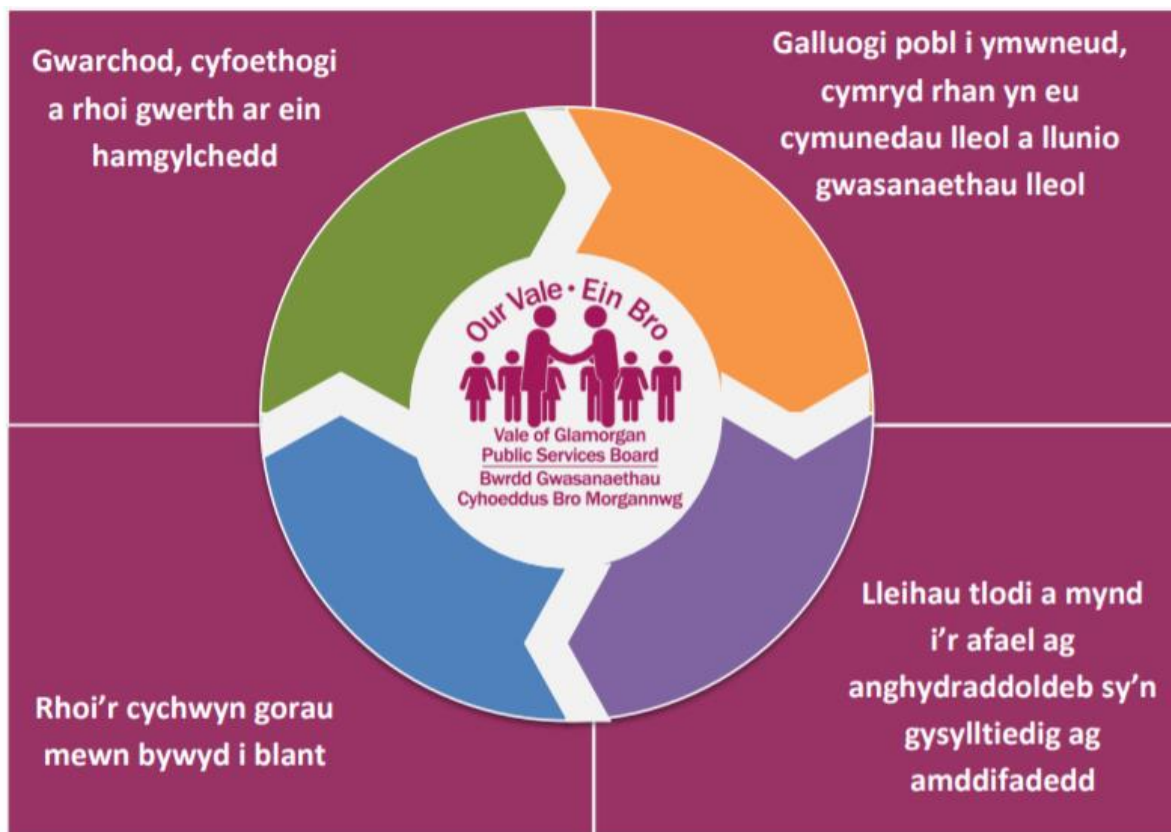 Gwarchod, cyfoethogi
a rhoi gwerth ar ein
hamgylchedd
Galluogi pobl i ymwneud,
cymryd rhan yn eu
cymunedau lleol a llunio
gwasanaethau lleol
Our Vale • Ein Bro
Vale of Glamorgan
Public Services Board
Bwrdd Gwasanaethau
Cyhoeddus Bro Morgannwg
Rhoi’r cychwyn gorau
mewn bywyd i blant
Lleihau tlodi a mynd
i’r afael ag
anghydraddoldeb sy’n
gysylltiedig ag
amddifadedd